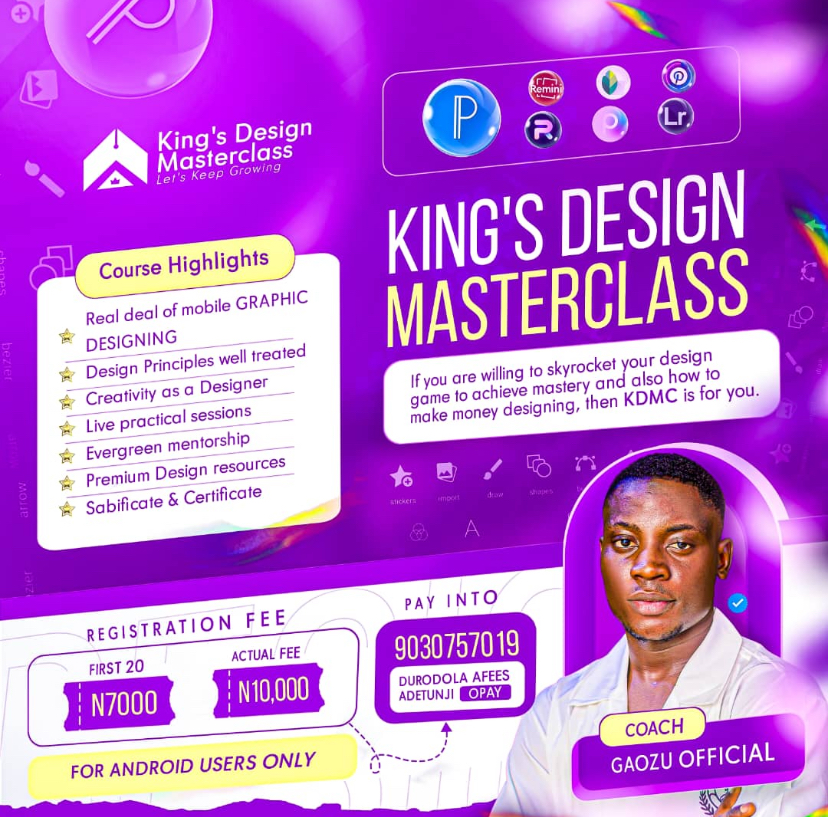 King's Design
Masterclass
Let's Keep Growing
Remini
R
Lr
KING'S DESIGN
MASTERCLASS
If you are willing to skyrocket your design
game to achieve mastery and also how to
make money designing, then KDMC is for you.
Course Highlights
Real deal of mobile GRAPHIC
DESIGNING
Design Principles well treated
Creativity as a Designer
Live practical sessions
Evergreen mentorship
Premium Design resources
Sabificate & Certificate
shapes
bezier
arrow
stickers
import
draw
shapes
A
REGISTRATION FEE
FIRST 20
N7000
ACTUAL FEE
N10,000
FOR ANDROID USERS ONLY
PAY INTO
9030757019
DURODOLA AFEES
ADETUNJI OPAY
COACH
GAOZU OFFICIAL